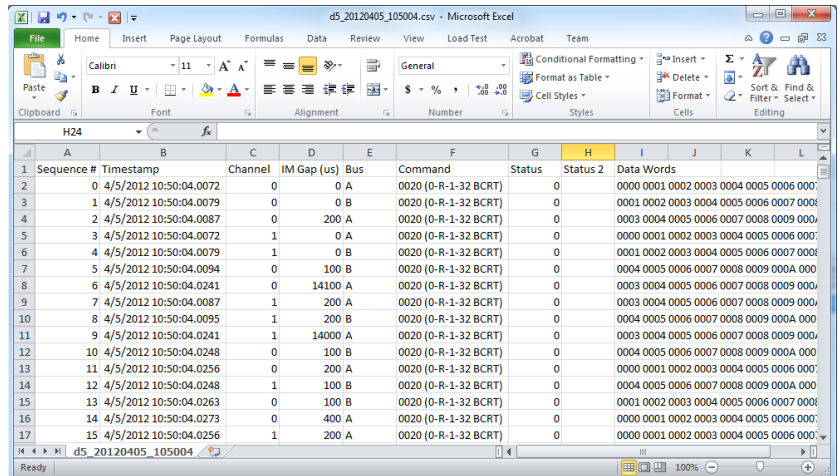 d5_20120405_105004.csv - Microsoft Excel
File Home Insert Page Layout Formulas Data Review View Load Test Acrobat Team
Paste
Calibri 11 A A
B I U A
General
$ % , .0 .00 .00 .0
Conditional Formatting
Format as Table
Cell Styles
Insert
Delete
Format
Σ
Sort & Filter
Find & Select
Clipboard Font Alignment Number Styles Cells Editing
H24 fx
A B C D E F G H I J K L
1 Sequence # Timestamp Channel IM Gap (us) Bus Command Status Status 2 Data Words
2 0 4/5/2012 10:50:04.0072 0 0 A 0020 (0-R-1-32 BCRT) 0 0000 0001 0002 0003 0004 0005 0006 0007
3 1 4/5/2012 10:50:04.0079 0 0 B 0020 (0-R-1-32 BCRT) 0 0001 0002 0003 0004 0005 0006 0007 0008
4 2 4/5/2012 10:50:04.0087 0 200 A 0020 (0-R-1-32 BCRT) 0 0003 0004 0005 0006 0007 0008 0009 000A
5 3 4/5/2012 10:50:04.0072 1 0 A 0020 (0-R-1-32 BCRT) 0 0000 0001 0002 0003 0004 0005 0006 0007
6 4 4/5/2012 10:50:04.0079 1 0 B 0020 (0-R-1-32 BCRT) 0 0001 0002 0003 0004 0005 0006 0007 0008
7 5 4/5/2012 10:50:04.0094 0 100 B 0020 (0-R-1-32 BCRT) 0 0004 0005 0006 0007 0008 0009 000A 000
8 6 4/5/2012 10:50:04.0241 0 14100 A 0020 (0-R-1-32 BCRT) 0 0003 0004 0005 0006 0007 0008 0009 000A
9 7 4/5/2012 10:50:04.0087 1 200 A 0020 (0-R-1-32 BCRT) 0 0003 0004 0005 0006 0007 0008 0009 000A
10 8 4/5/2012 10:50:04.0095 1 200 B 0020 (0-R-1-32 BCRT) 0 0004 0005 0006 0007 0008 0009 000A 000
11 9 4/5/2012 10:50:04.0241 1 14000 A 0020 (0-R-1-32 BCRT) 0 0003 0004 0005 0006 0007 0008 0009 000A
12 10 4/5/2012 10:50:04.0248 0 100 B 0020 (0-R-1-32 BCRT) 0 0004 0005 0006 0007 0008 0009 000A 000
13 11 4/5/2012 10:50:04.0256 0 200 A 0020 (0-R-1-32 BCRT) 0 0000 0001 0002 0003 0004 0005 0006 0007
14 12 4/5/2012 10:50:04.0248 1 100 B 0020 (0-R-1-32 BCRT) 0 0004 0005 0006 0007 0008 0009 000A 000
15 13 4/5/2012 10:50:04.0263 0 100 B 0020 (0-R-1-32 BCRT) 0 0001 0002 0003 0004 0005 0006 0007 0008
16 14 4/5/2012 10:50:04.0273 0 400 A 0020 (0-R-1-32 BCRT) 0 0000 0001 0002 0003 0004 0005 0006 0007
17 15 4/5/2012 10:50:04.0256 1 200 A 0020 (0-R-1-32 BCRT) 0 0000 0001 0002 0003 0004 0005 0006 0007
d5_20120405_105004
Ready 100%